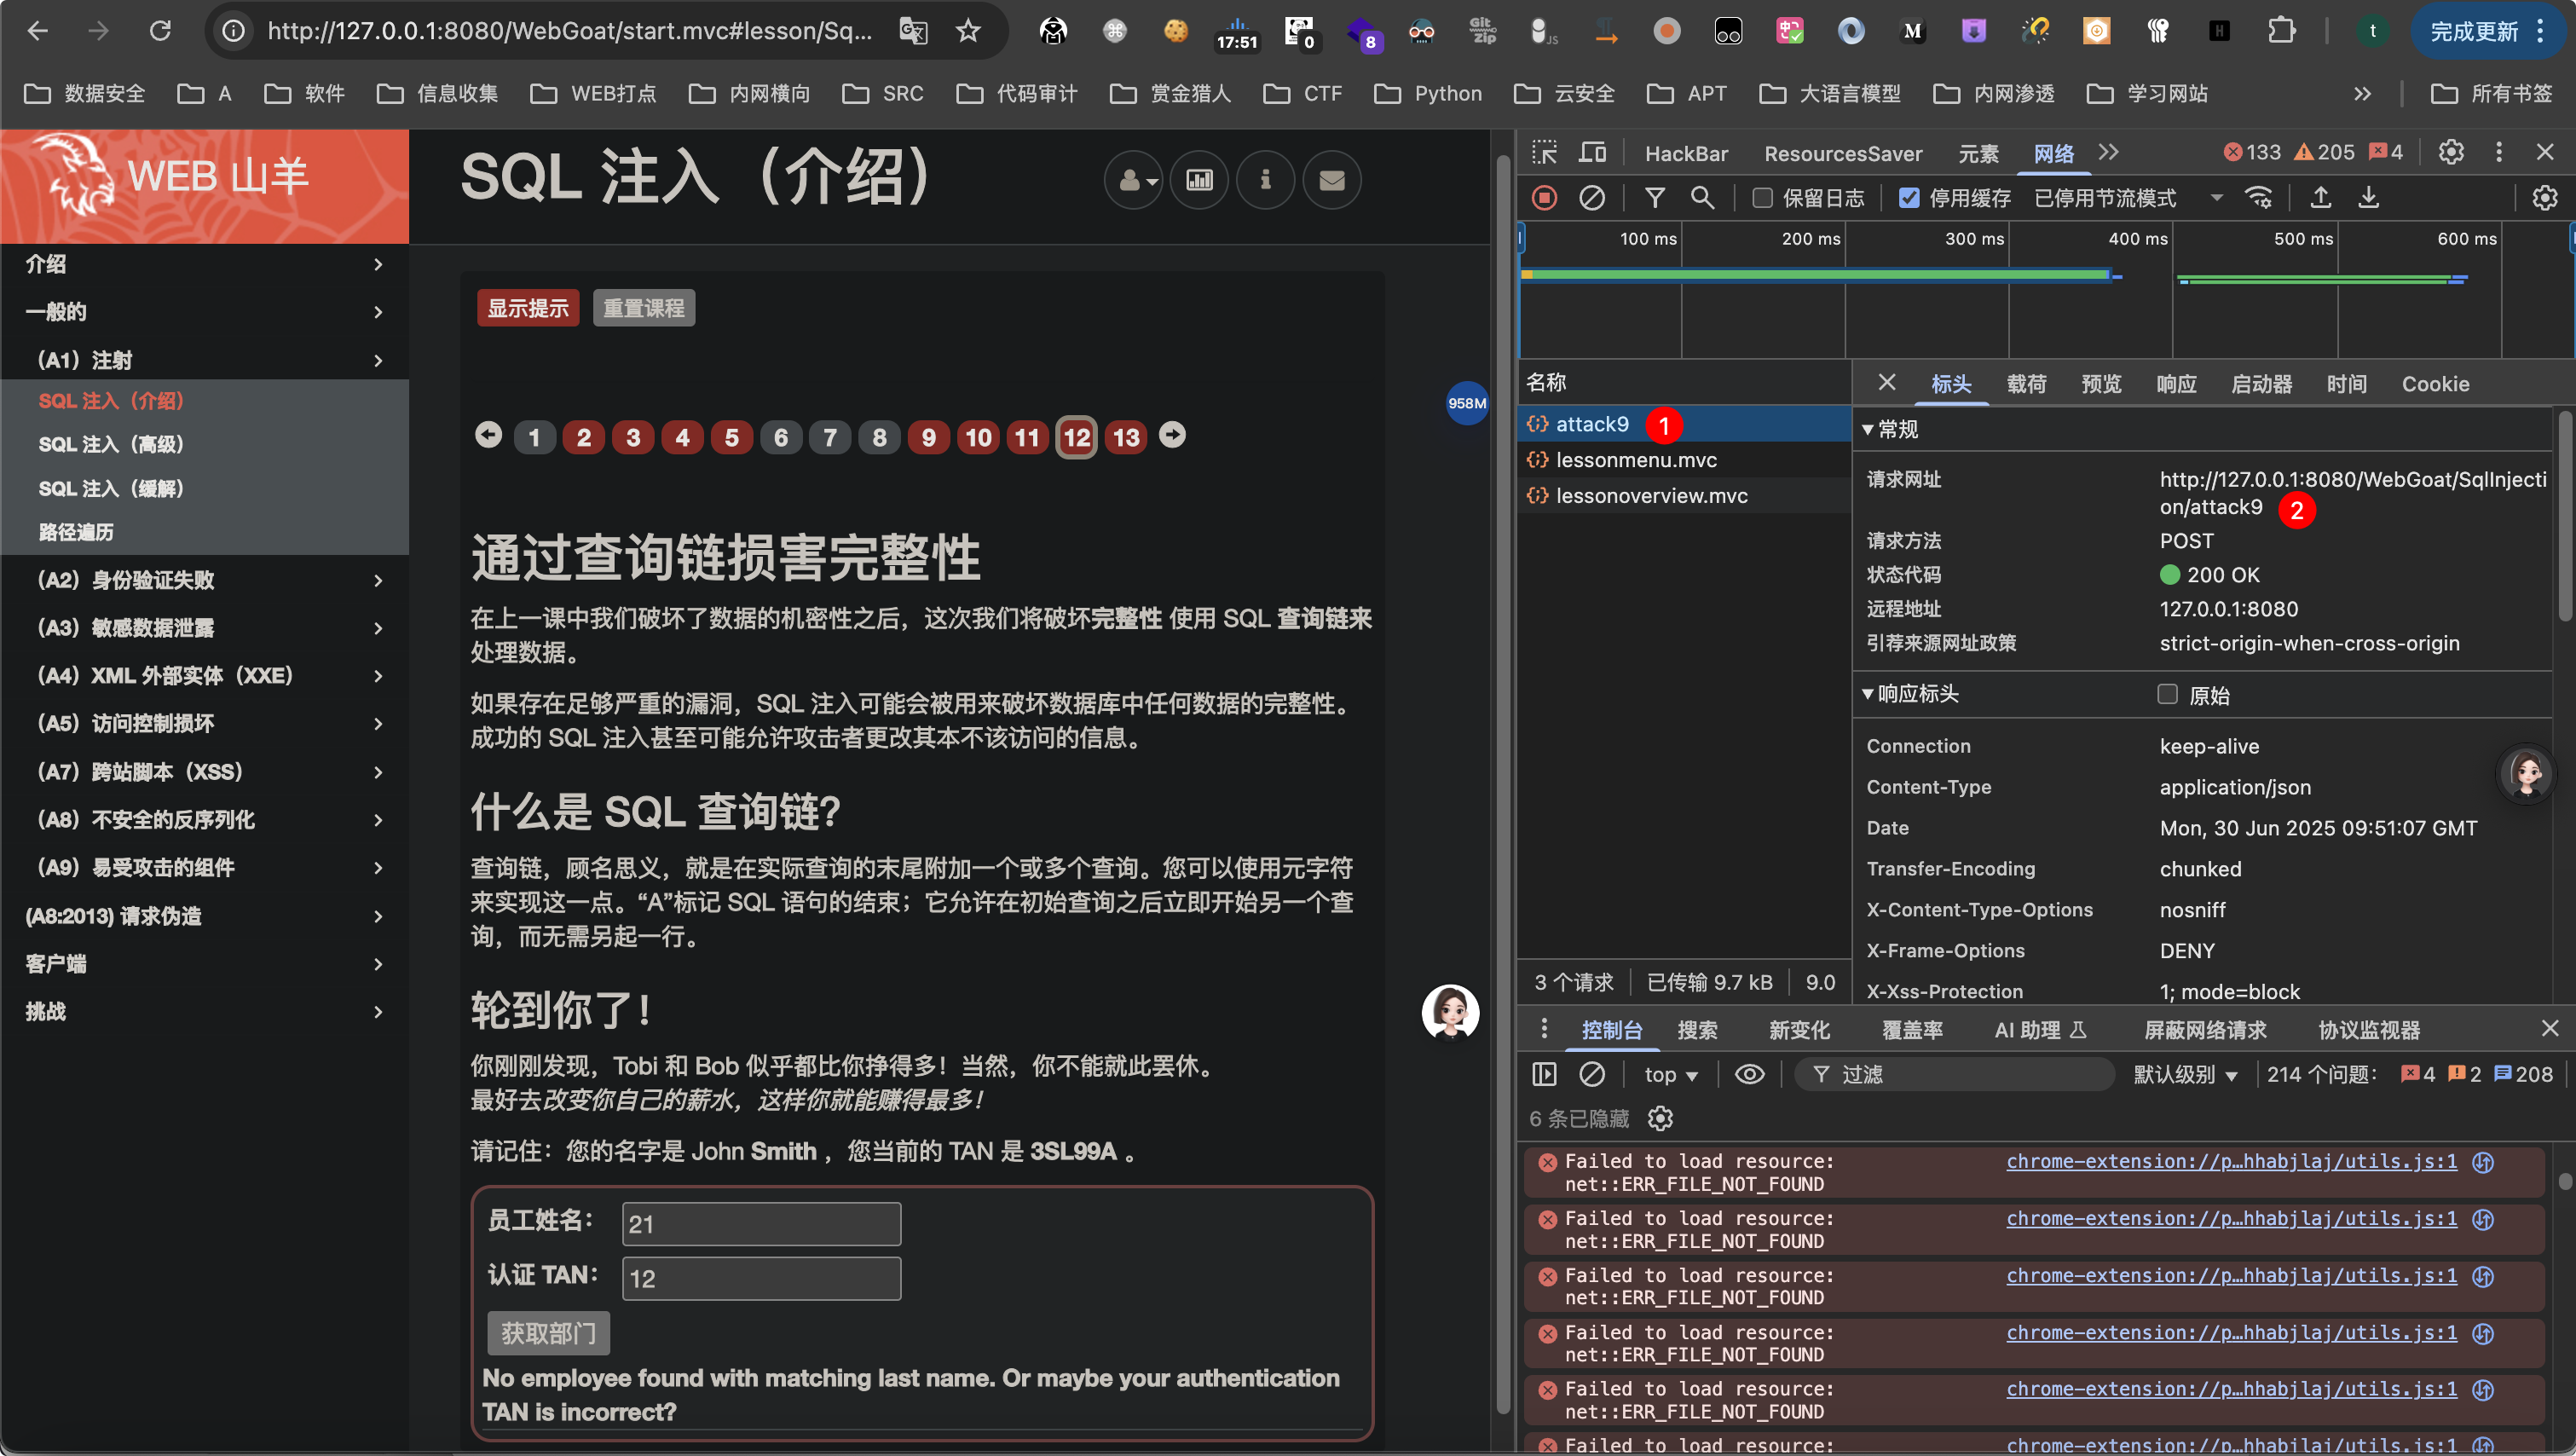 http://127.0.0.1:8080/WebGoat/start.mvc#lesson/Sq...
17:51
0
8
Git
zip
JS
M
H
t
完成更新
数据安全
A
软件
信息收集
WEB打点
内网横向
SRC
代码审计
赏金猎人
CTF
Python
云安全
APT
大语言模型
内网渗透
学习网站
所有书签
WEB 山羊
介绍
一般的
（A1）注射
SQL 注入（介绍）
SQL 注入（高级）
SQL 注入（缓解）
路径遍历
（A2）身份验证失败
（A3）敏感数据泄露
（A4）XML 外部实体（XXE）
（A5）访问控制损坏
（A7）跨站脚本（XSS）
（A8）不安全的反序列化
（A9）易受攻击的组件
(A8:2013) 请求伪造
客户端
挑战
SQL 注入（介绍）
显示提示
重置课程
1 2 3 4 5 6 7 8 9 10 11 12 13
958M
通过查询链损害完整性
在上一课中我们破坏了数据的机密性之后，这次我们将破坏完整性 使用 SQL 查询链来
处理数据。
如果存在足够严重的漏洞，SQL 注入可能会被用来破坏数据库中任何数据的完整性。
成功的 SQL 注入甚至可能允许攻击者更改其本不该访问的信息。
什么是 SQL 查询链？
查询链，顾名思义，就是在实际查询的末尾附加一个或多个查询。您可以使用元字符
来实现这一点。“A”标记 SQL 语句的结束；它允许在初始查询之后立即开始另一个查
询，而无需另起一行。
轮到你了！
你刚刚发现，Tobi 和 Bob 似乎都比你挣得多！当然，你不能就此罢休。
最好去改变你自己的薪水，这样你就能赚得最多！
请记住：您的名字是 John Smith ，您当前的 TAN 是 3SL99A 。
员工姓名：
21
认证 TAN：
12
获取部门
No employee found with matching last name. Or maybe your authentication
TAN is incorrect?
HackBar
ResourcesSaver
元素
网络
133
205
4
保留日志
停用缓存
已停用节流模式
100 ms
200 ms
300 ms
400 ms
500 ms
600 ms
名称
attack9
1
lessonmenu.mvc
lessonoverview.mvc
3 个请求
已传输 9.7 kB
9.0
标头
载荷
预览
响应
启动器
时间
Cookie
常规
请求网址
http://127.0.0.1:8080/WebGoat/SqlInjecti
on/attack9
2
请求方法
POST
状态代码
200 OK
远程地址
127.0.0.1:8080
引荐来源网址政策
strict-origin-when-cross-origin
响应标头
原始
Connection
keep-alive
Content-Type
application/json
Date
Mon, 30 Jun 2025 09:51:07 GMT
Transfer-Encoding
chunked
X-Content-Type-Options
nosniff
X-Frame-Options
DENY
X-Xss-Protection
1; mode=block
控制台
搜索
新变化
覆盖率
AI 助理
屏蔽网络请求
协议监视器
top
过滤
默认级别
214 个问题：
4
2
208
6 条已隐藏
Failed to load resource:
net::ERR_FILE_NOT_FOUND
chrome-extension://p…hhabjlaj/utils.js:1
Failed to load resource:
net::ERR_FILE_NOT_FOUND
chrome-extension://p…hhabjlaj/utils.js:1
Failed to load resource:
net::ERR_FILE_NOT_FOUND
chrome-extension://p…hhabjlaj/utils.js:1
Failed to load resource:
net::ERR_FILE_NOT_FOUND
chrome-extension://p…hhabjlaj/utils.js:1
Failed to load resource:
net::ERR_FILE_NOT_FOUND
chrome-extension://p…hhabjlaj/utils.js:1
Failed to load resource:
chrome-extension://p…hhabjlaj/utils.js:1